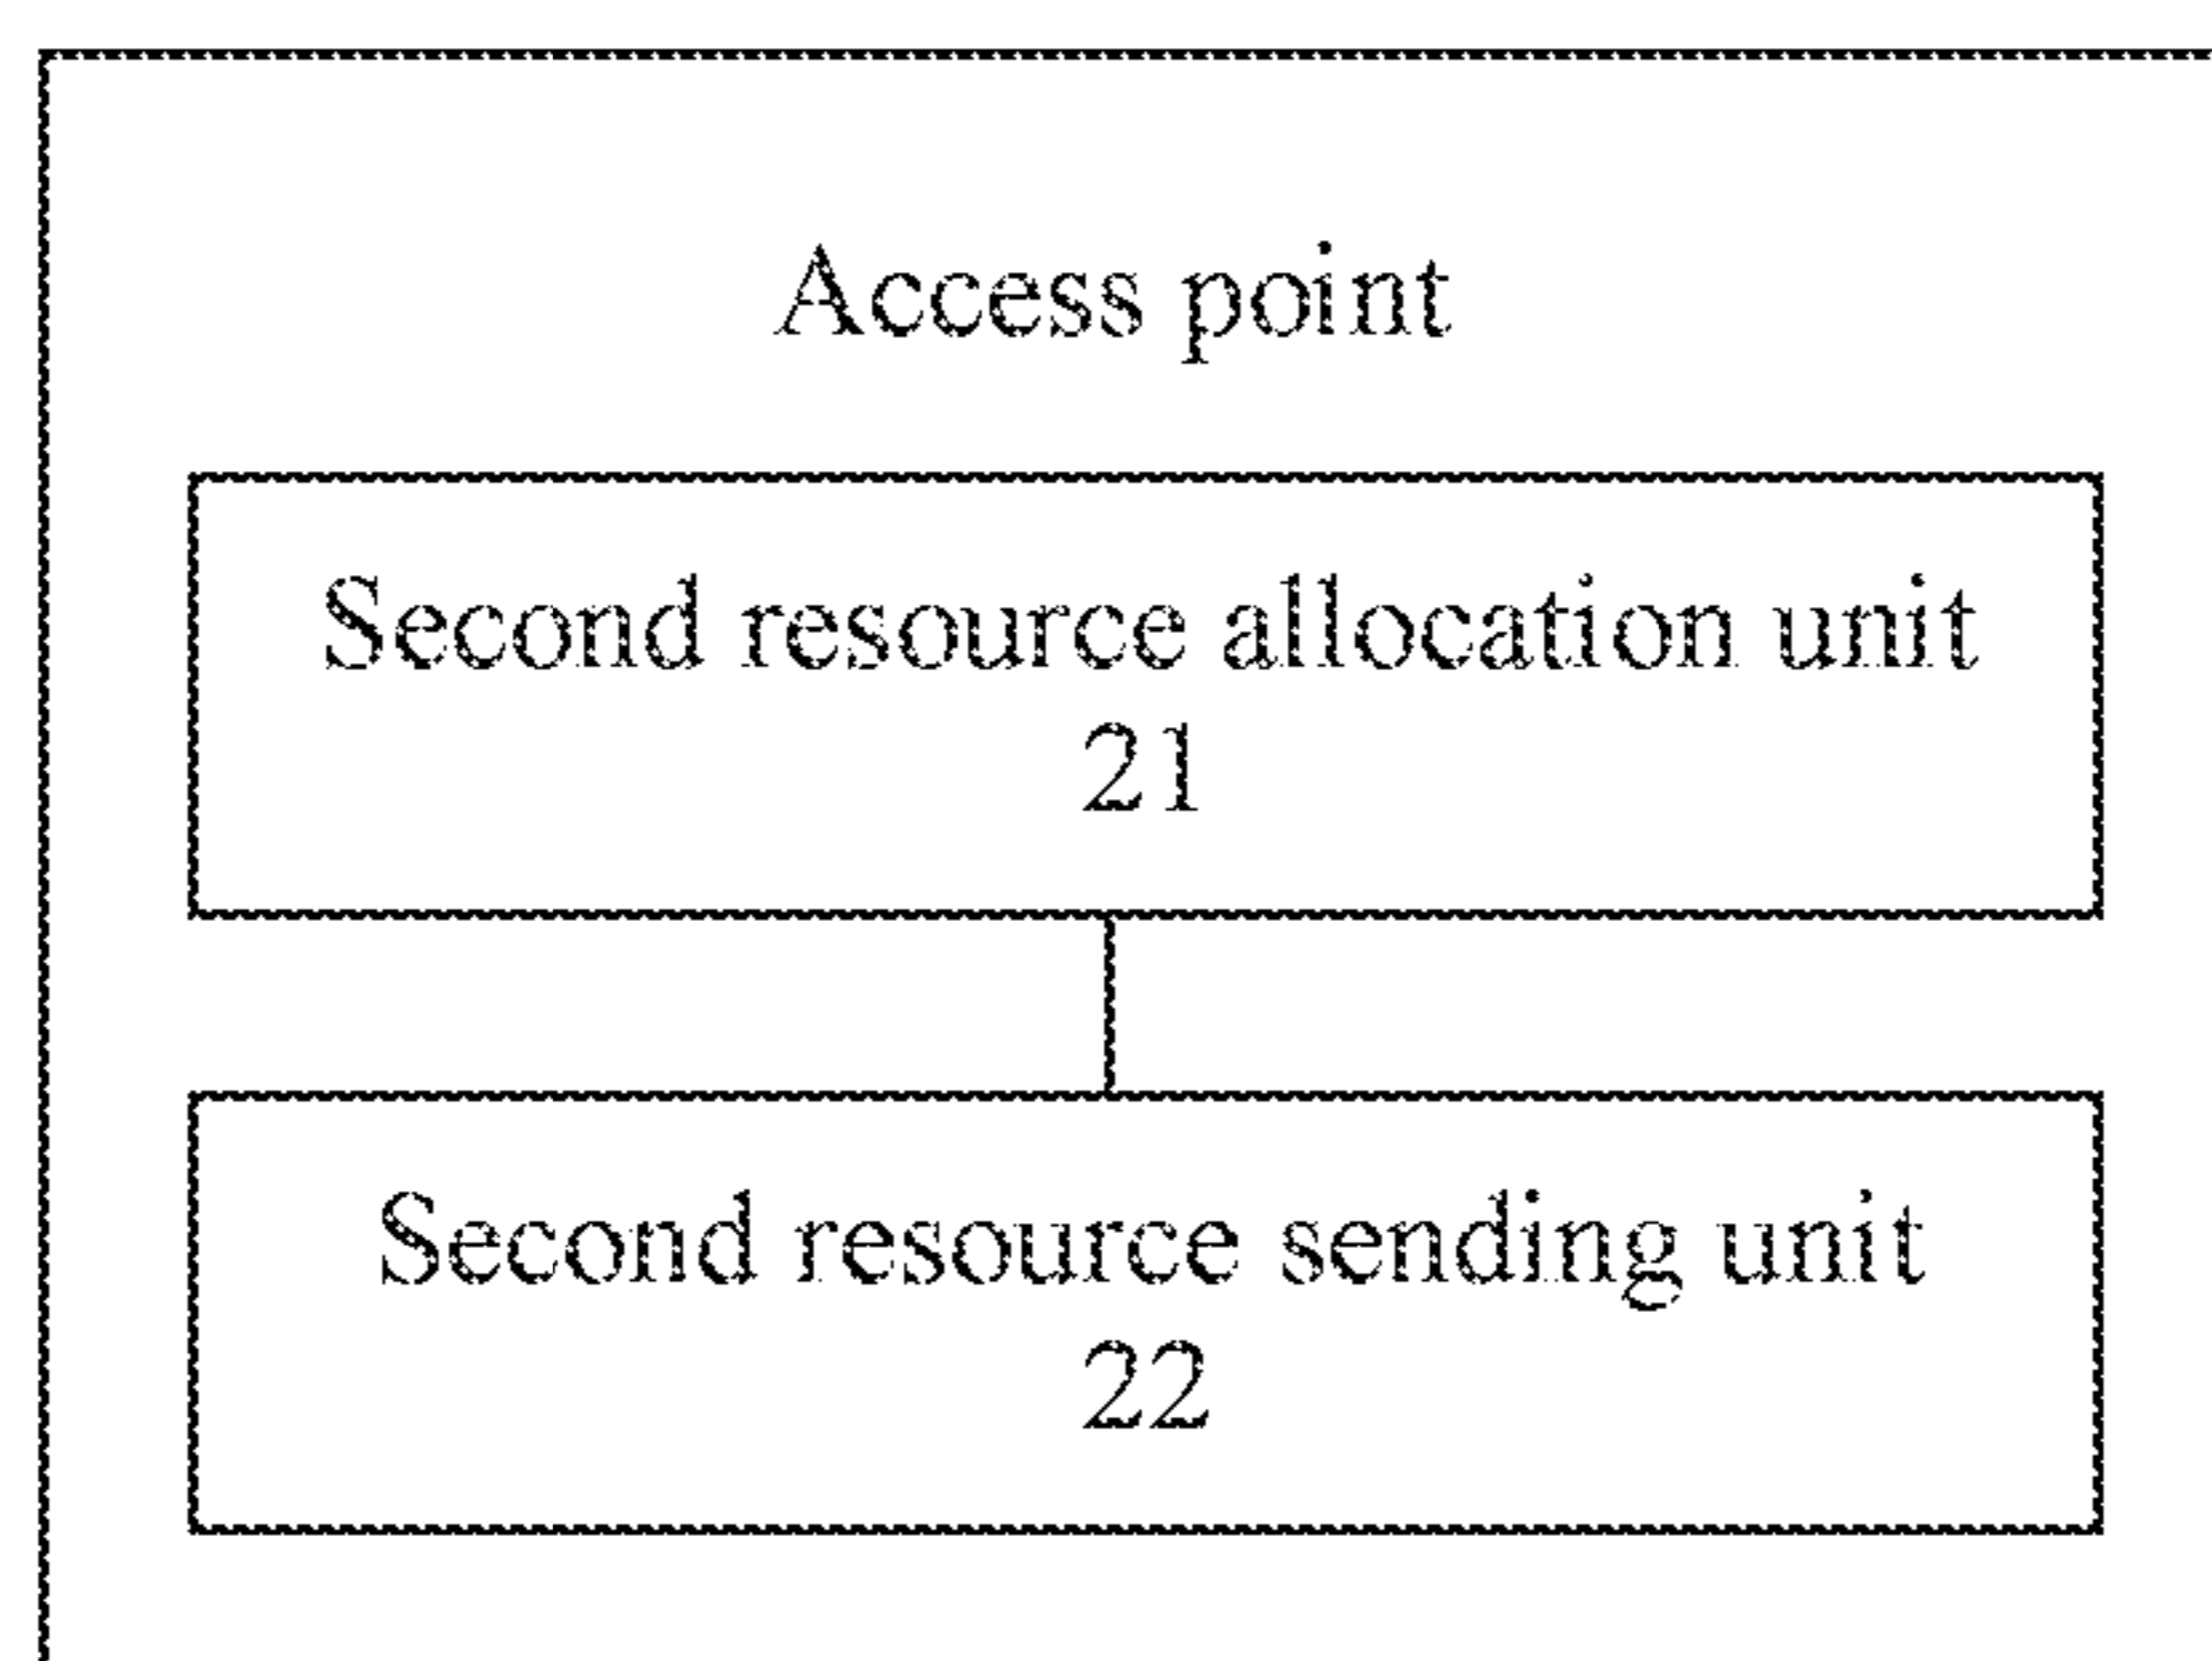 Access point
Second resource allocation unit
21
Second resource sending unit
22